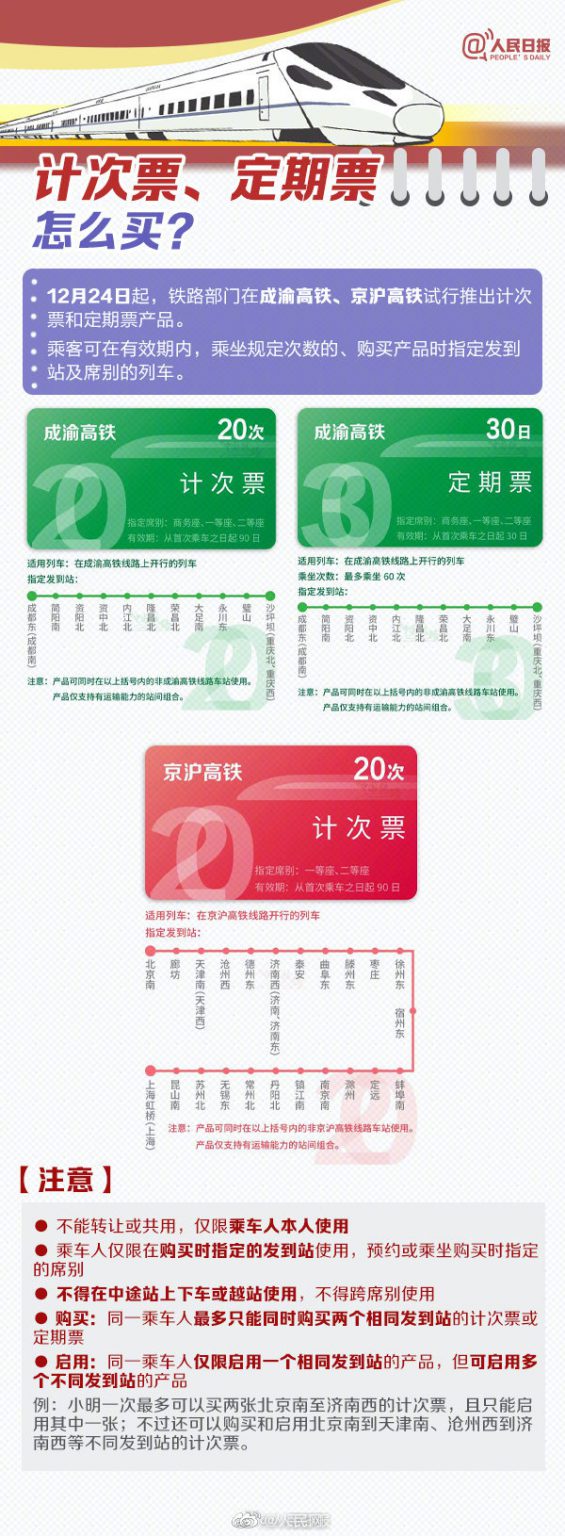 @人民日报
PEOPLE'S DAILY
计次票、定期票
怎么买?
12月24日起，铁路部门在成渝高铁、京沪高铁试行推出计次
票和定期票产品。
乘客可在有效期内，乘坐规定次数的、购买产品时指定发到
站及席别的列车。
成渝高铁 20次
计次票
指定席别：商务座、一等座、二等座
有效期：从首次乘车之日起 90 日
适用列车：在成渝高铁线路上开行的列车
指定发到站：
成都东(成都南)
简阳南
资阳北
资中北
内江北
隆昌北
荣昌北
大足南
永川东
璧山
沙坪坝(重庆北、重庆西)
注意：产品可同时在以上括号内的非成渝高铁线路车站使用。
产品仅支持有运输能力的站间组合。
成渝高铁 30日
定期票
指定席别：商务座、一等座、二等座
有效期：从首次乘车之日起 30 日
适用列车：在成渝高铁线路上开行的列车
乘坐次数：最多乘坐 60 次
指定发到站：
成都东(成都南)
简阳南
资阳北
资中北
内江北
隆昌北
荣昌北
大足南
永川东
璧山
沙坪坝(重庆北、重庆西)
注意：产品可同时在以上括号内的非成渝高铁线路车站使用。
产品仅支持有运输能力的站间组合。
京沪高铁 20次
计次票
指定席别：一等座、二等座
有效期：从首次乘车之日起 90 日
适用列车：在京沪高铁线路开行的列车
指定发到站：
北京南
廊坊
天津南(天津西)
沧州西
德州东
济南西(济南、济南东)
泰安
曲阜东
滕州东
枣庄
徐州东
宿州东
蚌埠南
定远
滁州
南京南
镇江南
丹阳北
常州北
无锡东
苏州北
昆山南
上海虹桥(上海)
注意：产品可同时在以上括号内的非京沪高铁线路车站使用。
产品仅支持有运输能力的站间组合。
【注意】
● 不能转让或共用，仅限乘车人本人使用
● 乘车人仅限在购买时指定的发到站使用，预约或乘坐购买时指定
的席别
● 不得在中途站上下车或越站使用，不得跨席别使用
● 购买：同一乘车人最多只能同时购买两个相同发到站的计次票或
定期票
● 启用：同一乘车人仅限启用一个相同发到站的产品，但可启用多
个不同发到站的产品
例：小明一次最多可以买两张北京南至济南西的计次票，且只能启
用其中一张；不过还可以购买和启用北京南到天津南、沧州西到济
南西等不同发到站的计次票。